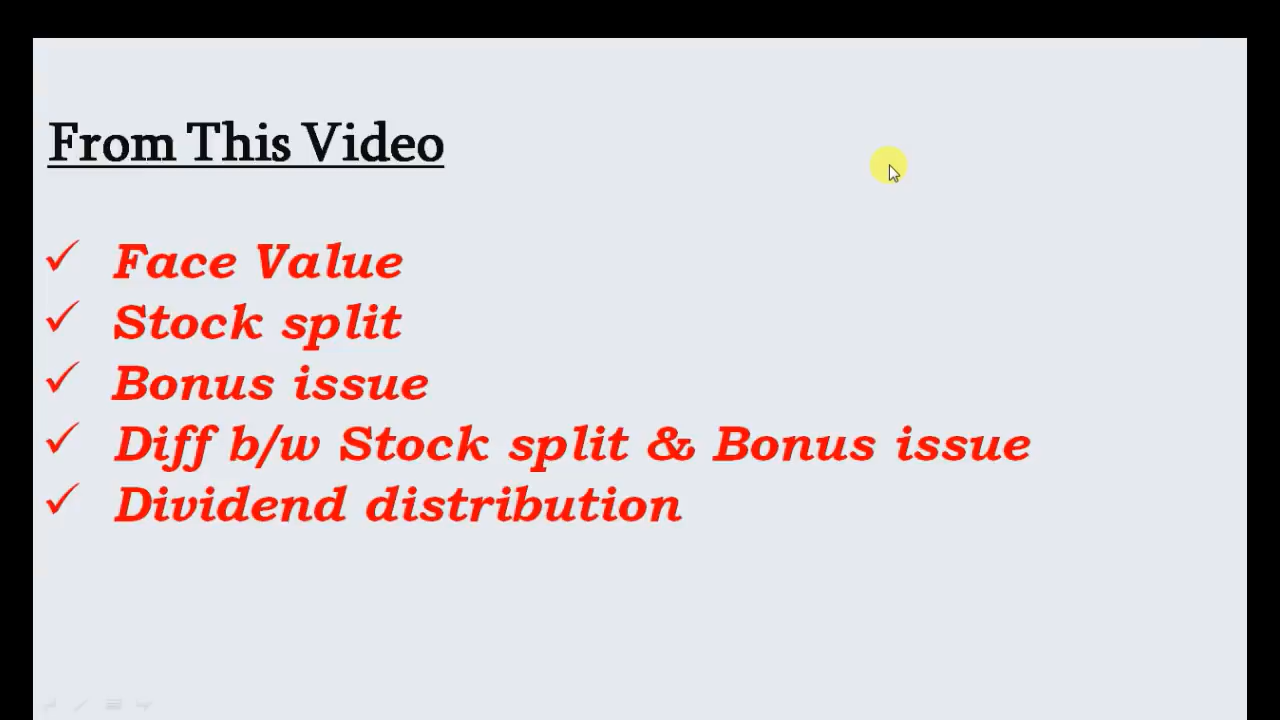 From This Video
✓ Face Value
✓ Stock split
✓ Bonus issue
✓ Diff b/w Stock split & Bonus issue
✓ Dividend distribution